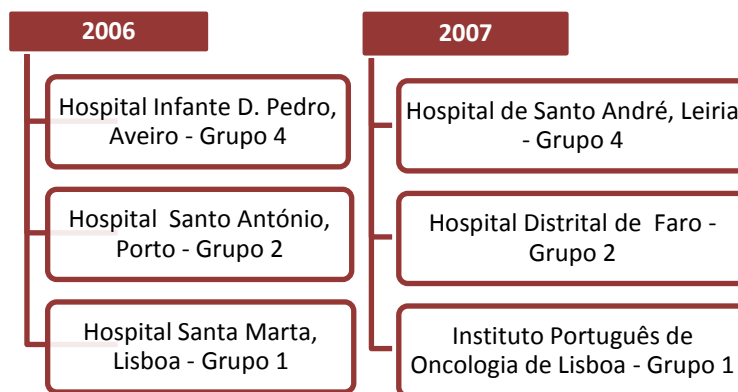 2006
Hospital Infante D. Pedro,
Aveiro - Grupo 4
Hospital Santo António,
Porto - Grupo 2
Hospital Santa Marta,
Lisboa - Grupo 1
2007
Hospital de Santo André, Leiria
- Grupo 4
Hospital Distrital de Faro -
Grupo 2
Instituto Português de
Oncologia de Lisboa - Grupo 1